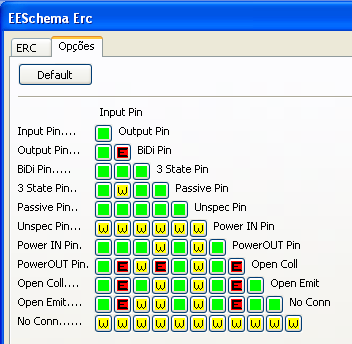 EESchema Erc
ERC Opções
Default
Input Pin
Input Pin.... Output Pin
Output Pin... E BiDi Pin
BiDi Pin..... 3 State Pin
3 State Pin.. W Passive Pin
Passive Pin... Unspec Pin
Unspec Pin... W W W W W W Power IN Pin
Power IN Pin. W W PowerOUT Pin
PowerOUT Pin. E W E W E Open Coll
Open Coll.... E W W E Open Emit
Open Emit.... E W W E No Conn
No Conn...... W W W W W W W W W W W